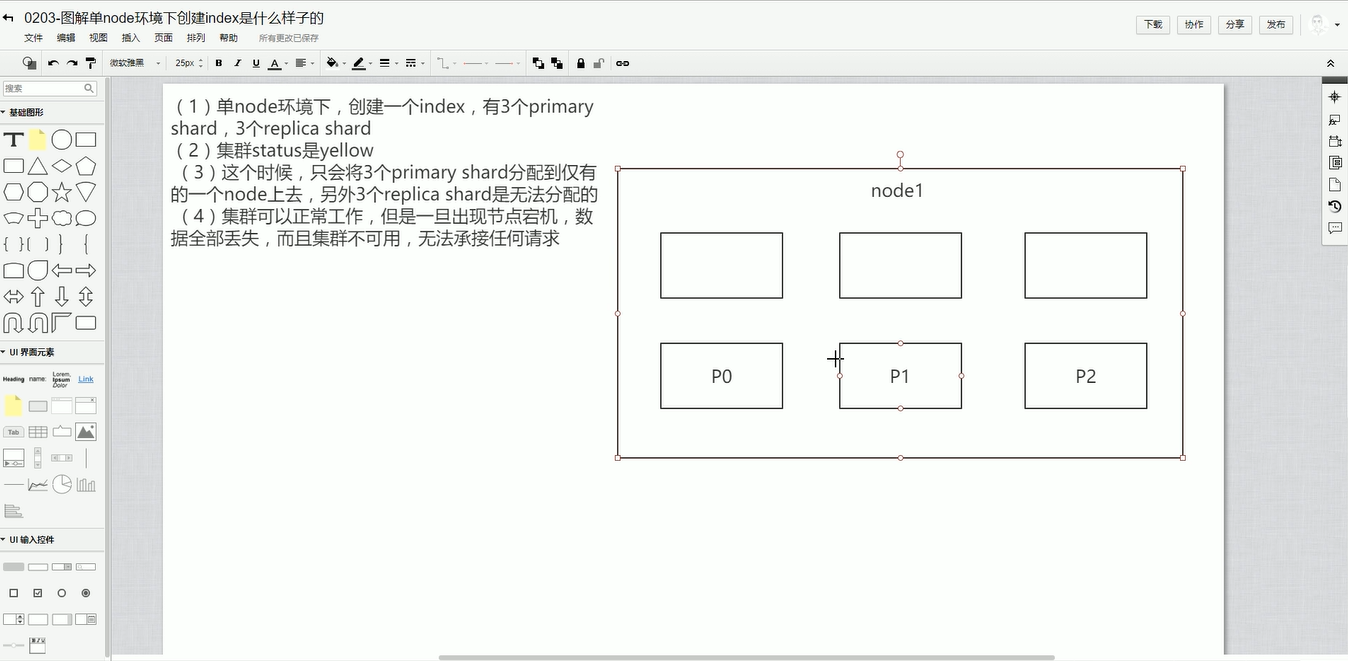 0203-图解单node环境下创建index是什么样子的
文件 编辑 视图 插入 页面 排列 帮助 所有更改已保存
下载 协作 分享 发布
微软雅黑 25px B I U A
搜索
基础图形
T
UI 界面元素
Heading name: Lorem, Ipsum Dolor Link
Tab
UI 输入控件
（1）单node环境下，创建一个index，有3个primary
shard，3个replica shard
（2）集群status是yellow
（3）这个时候，只会将3个primary shard分配到仅有
的一个node上去，另外3个replica shard是无法分配的
（4）集群可以正常工作，但是一旦出现节点宕机，数
据全部丢失，而且集群不可用，无法承接任何请求
node1
P0 P1 P2